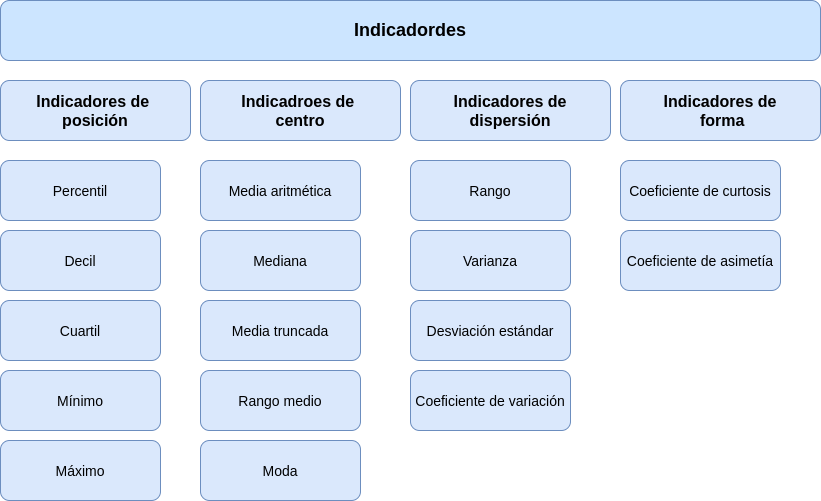 Indicadordes
Indicadores de
posición
Indicadroes de
centro
Indicadores de
dispersión
Indicadores de
forma
Percentil
Media aritmética
Rango
Coeficiente de curtosis
Decil
Mediana
Varianza
Coeficiente de asimetía
Cuartil
Media truncada
Desviación estándar
Mínimo
Rango medio
Coeficiente de variación
Máximo
Moda